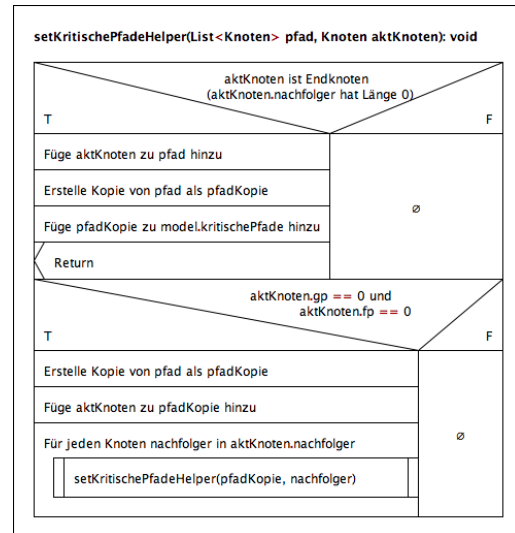 setKritischePfadeHelper(List<Knoten> pfad, Knoten aktKnoten): void
aktKnoten ist Endknoten
(aktKnoten.nachfolger hat Länge 0)
T
F
Füge aktKnoten zu pfad hinzu
Erstelle Kopie von pfad als pfadKopie
Füge pfadKopie zu model.kritischePfade hinzu
∅
Return
aktKnoten.gp == 0 und
aktKnoten.fp == 0
T
F
Erstelle Kopie von pfad als pfadKopie
Füge aktKnoten zu pfadKopie hinzu
Für jeden Knoten nachfolger in aktKnoten.nachfolger
∅
setKritischePfadeHelper(pfadKopie, nachfolger)